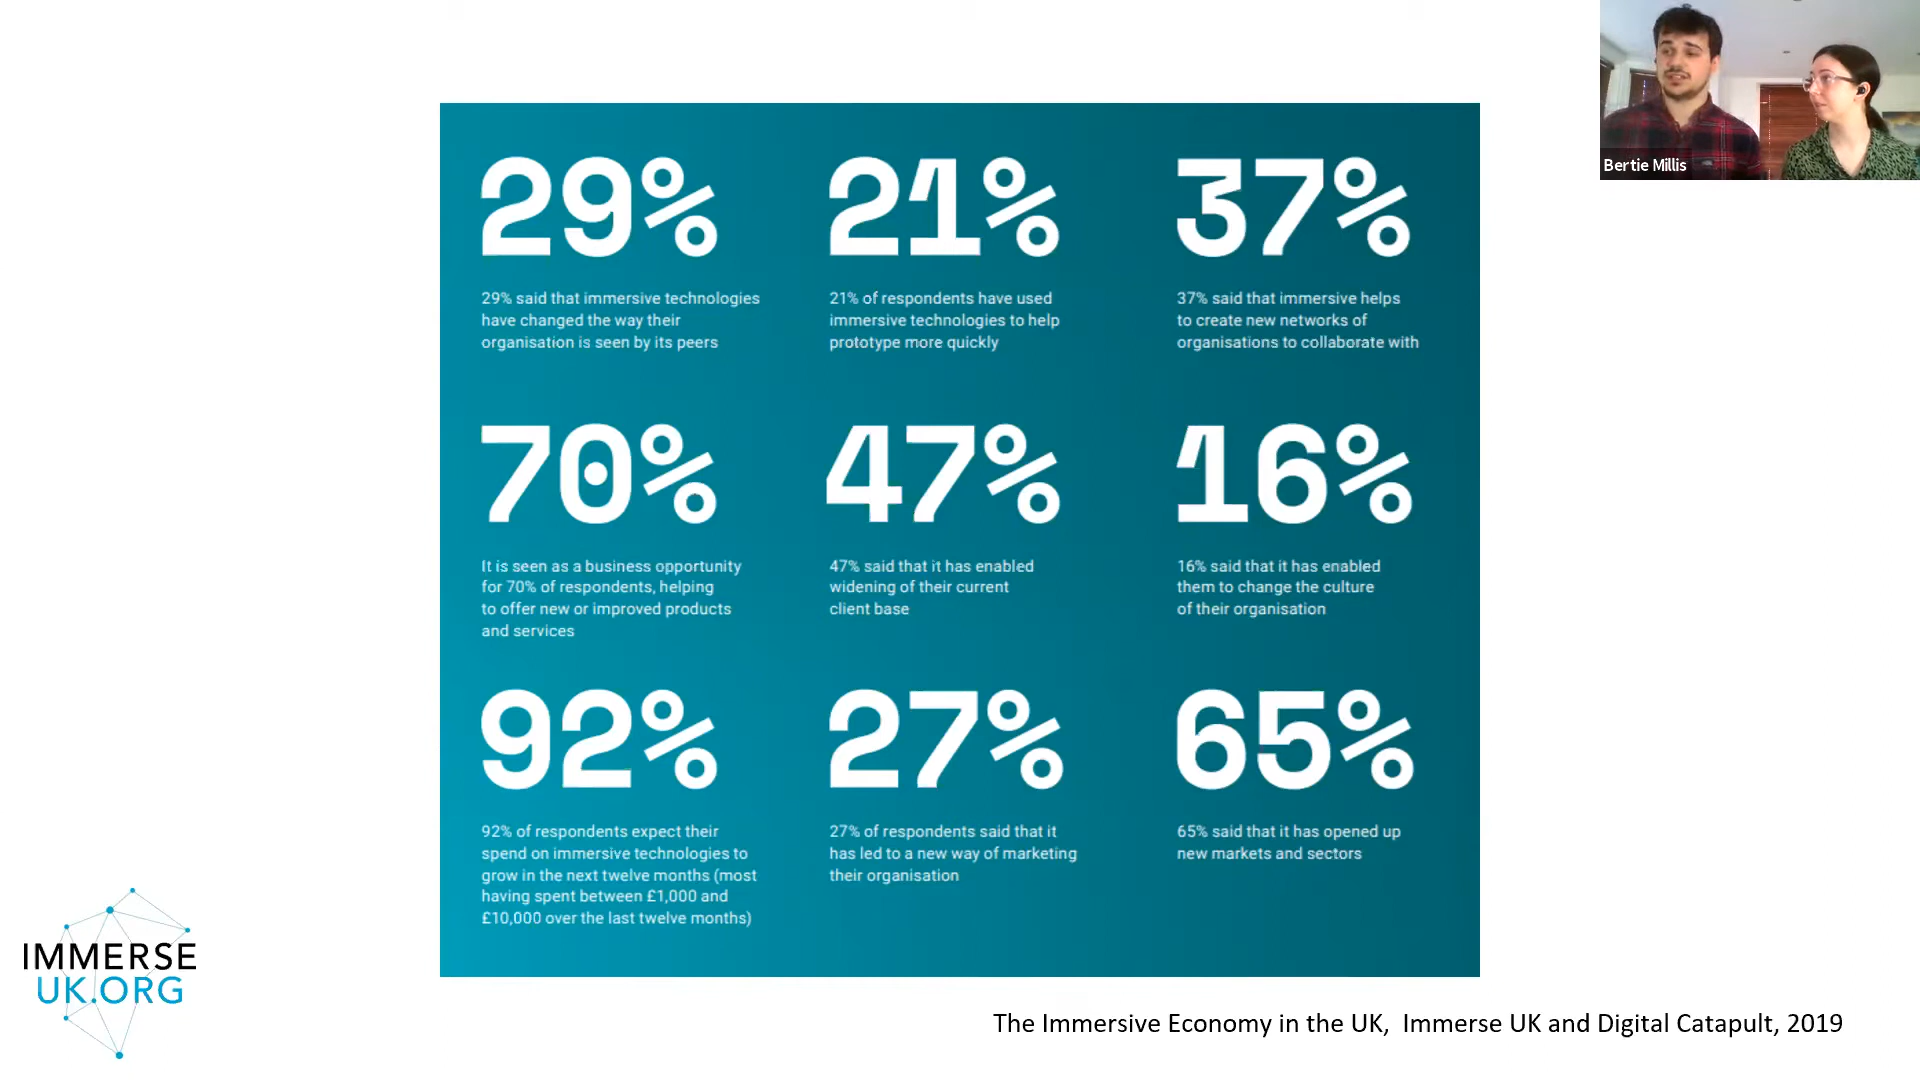 Bertie Millis
29%
29% said that immersive technologies
have changed the way their
organisation is seen by its peers
21%
21% of respondents have used
immersive technologies to help
prototype more quickly
37%
37% said that immersive helps
to create new networks of
organisations to collaborate with
70%
It is seen as a business opportunity
for 70% of respondents, helping
to offer new or improved products
and services
47%
47% said that it has enabled
widening of their current
client base
16%
16% said that it has enabled
them to change the culture
of their organisation
92%
92% of respondents expect their
spend on immersive technologies to
grow in the next twelve months (most
having spent between £1,000 and
£10,000 over the last twelve months)
27%
27% of respondents said that it
has led to a new way of marketing
their organisation
65%
65% said that it has opened up
new markets and sectors
IMMERSE
UK.ORG
The Immersive Economy in the UK,  Immerse UK and Digital Catapult, 2019